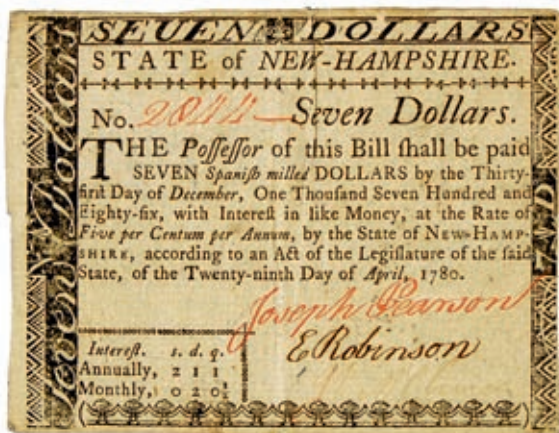 SEVEN DOLLARS
STATE of NEW-HAMPSHIRE.
No. 2844 Seven Dollars.
THE Poſſeſſor of this Bill ſhall be paid
SEVEN Spaniſh milled DOLLARS by the Thirty-
firſt Day of December, One Thouſand Seven Hundred and
Eighty-ſix, with Intereſt in like Money, at the Rate of
Five per Centum per Annum, by the State of NEW-HAMP-
SHIRE, according to an Act of the Legiſlature of the ſaid
State, of the Twenty-ninth Day of April, 1780.
Joseph Pearson
E Robinson
Intereſt. s. d. q.
Annually, 2 1 1
Monthly, 0 2 0½
Seven Dollars